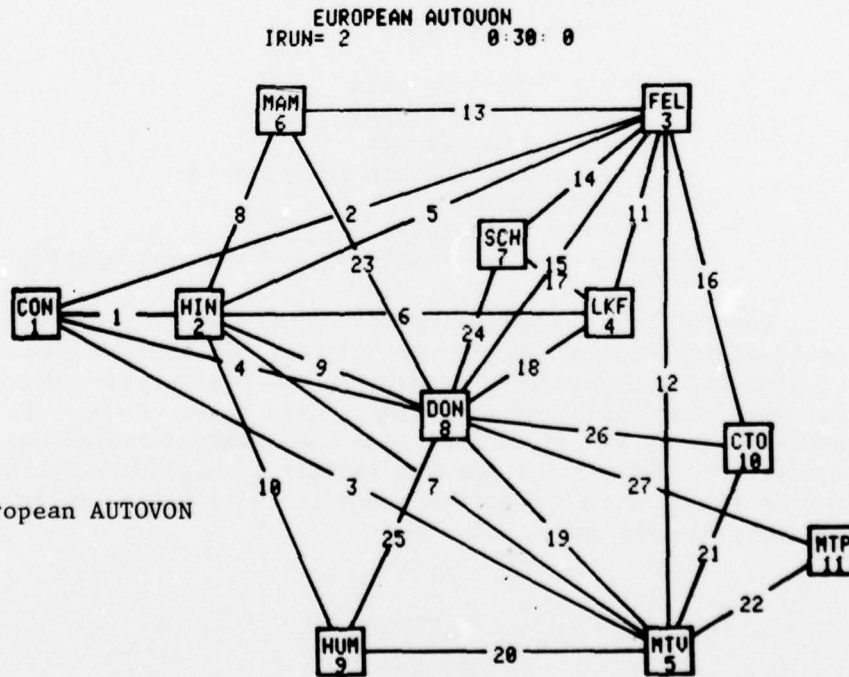 EUROPEAN AUTOVON
IRUN= 2 0:30: 0
MAM
6
13
FEL
3
14
8
2
5
11
SCH
7
23
15
17
16
CON
1
1
HIN
2
6
LKF
4
24
4
9
18
12
DON
8
26
CTO
10
10
3
7
27
ropean AUTOVON
25
19
21
MTP
11
22
HUM
9
20
MTV
5